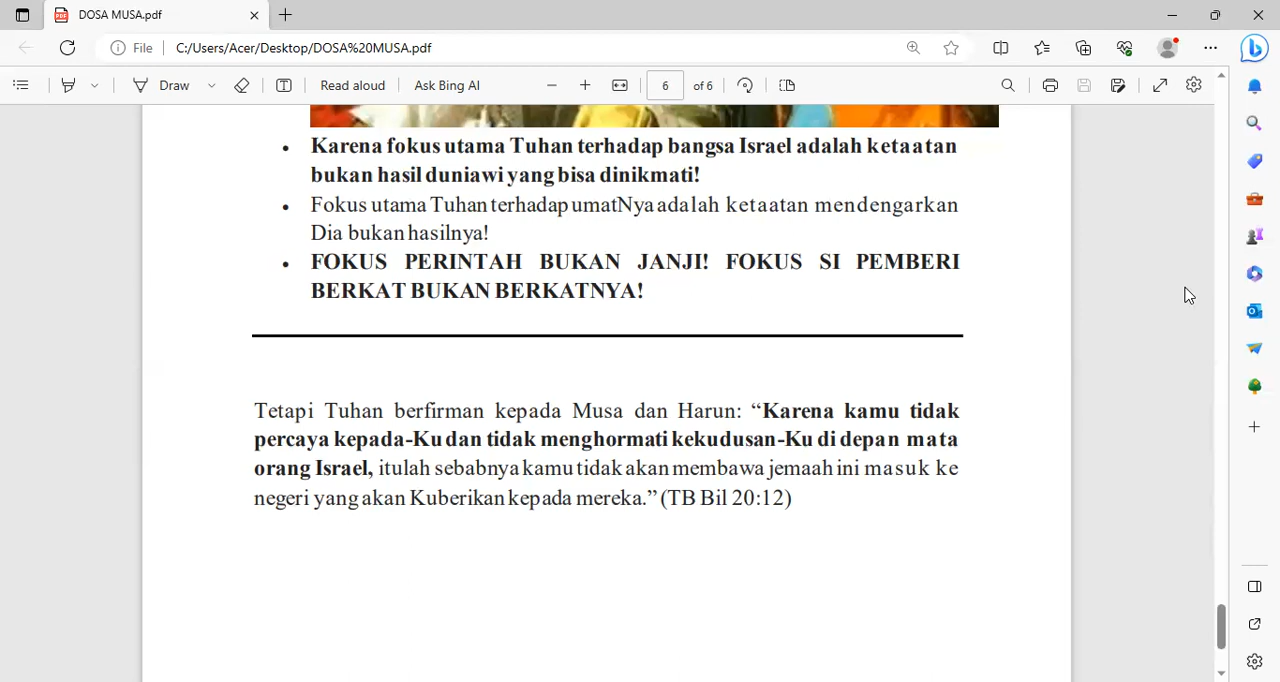 DOSA MUSA.pdf
File
C:/Users/Acer/Desktop/DOSA%20MUSA.pdf
Draw
Read aloud
Ask Bing AI
6
of 6
• Karena fokus utama Tuhan terhadap bangsa Israel adalah ketaatan
bukan hasil duniawi yang bisa dinikmati!
• Fokus utama Tuhan terhadap umatNya adalah ketaatan mendengarkan
Dia bukan hasilnya!
• FOKUS PERINTAH BUKAN JANJI! FOKUS SI PEMBERI
BERKAT BUKAN BERKATNYA!
Tetapi Tuhan berfirman kepada Musa dan Harun: “Karena kamu tidak
percaya kepada-Ku dan tidak menghormati kekudusan-Ku di depan mata
orang Israel, itulah sebabnya kamu tidak akan membawa jemaah ini masuk ke
negeri yang akan Kuberikan kepada mereka.” (TB Bil 20:12)